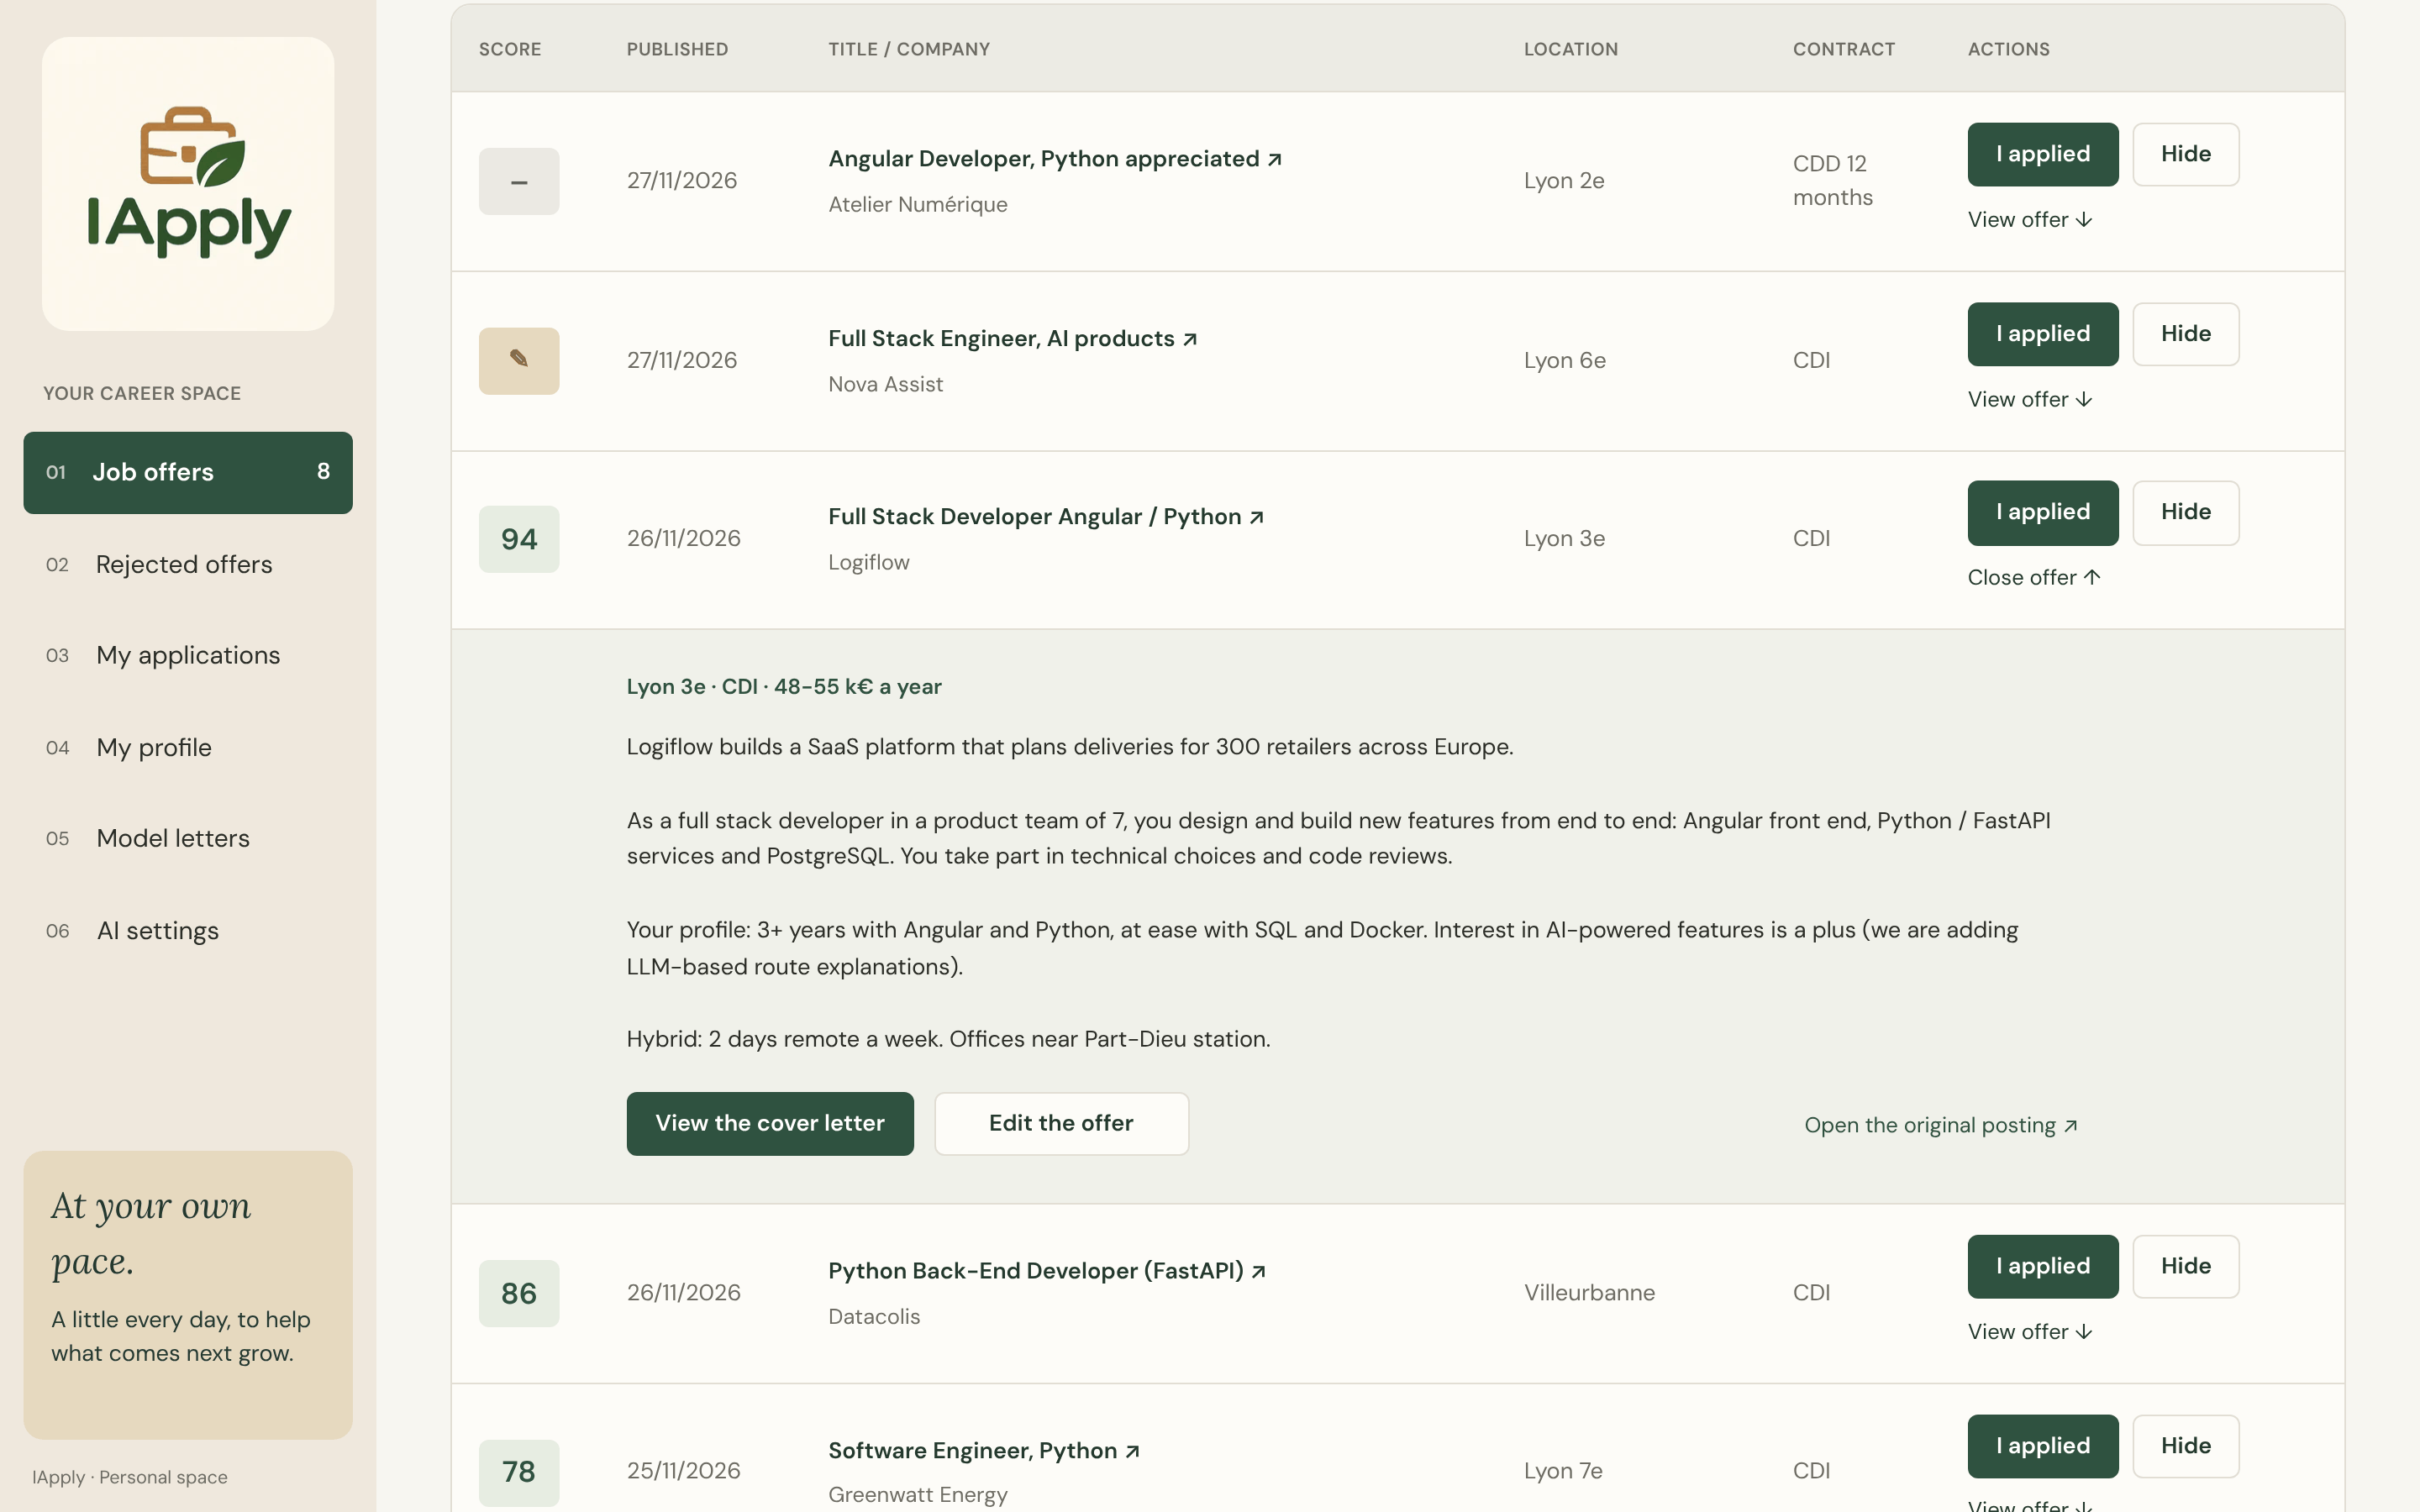 IApply
YOUR CAREER SPACE
01 Job offers 8
02 Rejected offers
03 My applications
04 My profile
05 Model letters
06 AI settings
At your own
pace.
A little every day, to help
what comes next grow.
IApply · Personal space
SCORE PUBLISHED TITLE / COMPANY LOCATION CONTRACT ACTIONS
– 27/11/2026 Angular Developer, Python appreciated ↗
Atelier Numérique
Lyon 2e
CDD 12
months
I applied Hide
View offer ↓
✎ 27/11/2026 Full Stack Engineer, AI products ↗
Nova Assist
Lyon 6e
CDI
I applied Hide
View offer ↓
94 26/11/2026 Full Stack Developer Angular / Python ↗
Logiflow
Lyon 3e
CDI
I applied Hide
Close offer ↑
Lyon 3e · CDI · 48–55 k€ a year
Logiflow builds a SaaS platform that plans deliveries for 300 retailers across Europe.
As a full stack developer in a product team of 7, you design and build new features from end to end: Angular front end, Python / FastAPI
services and PostgreSQL. You take part in technical choices and code reviews.
Your profile: 3+ years with Angular and Python, at ease with SQL and Docker. Interest in AI-powered features is a plus (we are adding
LLM-based route explanations).
Hybrid: 2 days remote a week. Offices near Part-Dieu station.
View the cover letter Edit the offer Open the original posting ↗
86 26/11/2026 Python Back-End Developer (FastAPI) ↗
Datacolis
Villeurbanne
CDI
I applied Hide
View offer ↓
78 25/11/2026 Software Engineer, Python ↗
Greenwatt Energy
Lyon 7e
CDI
I applied Hide
View offer ↓